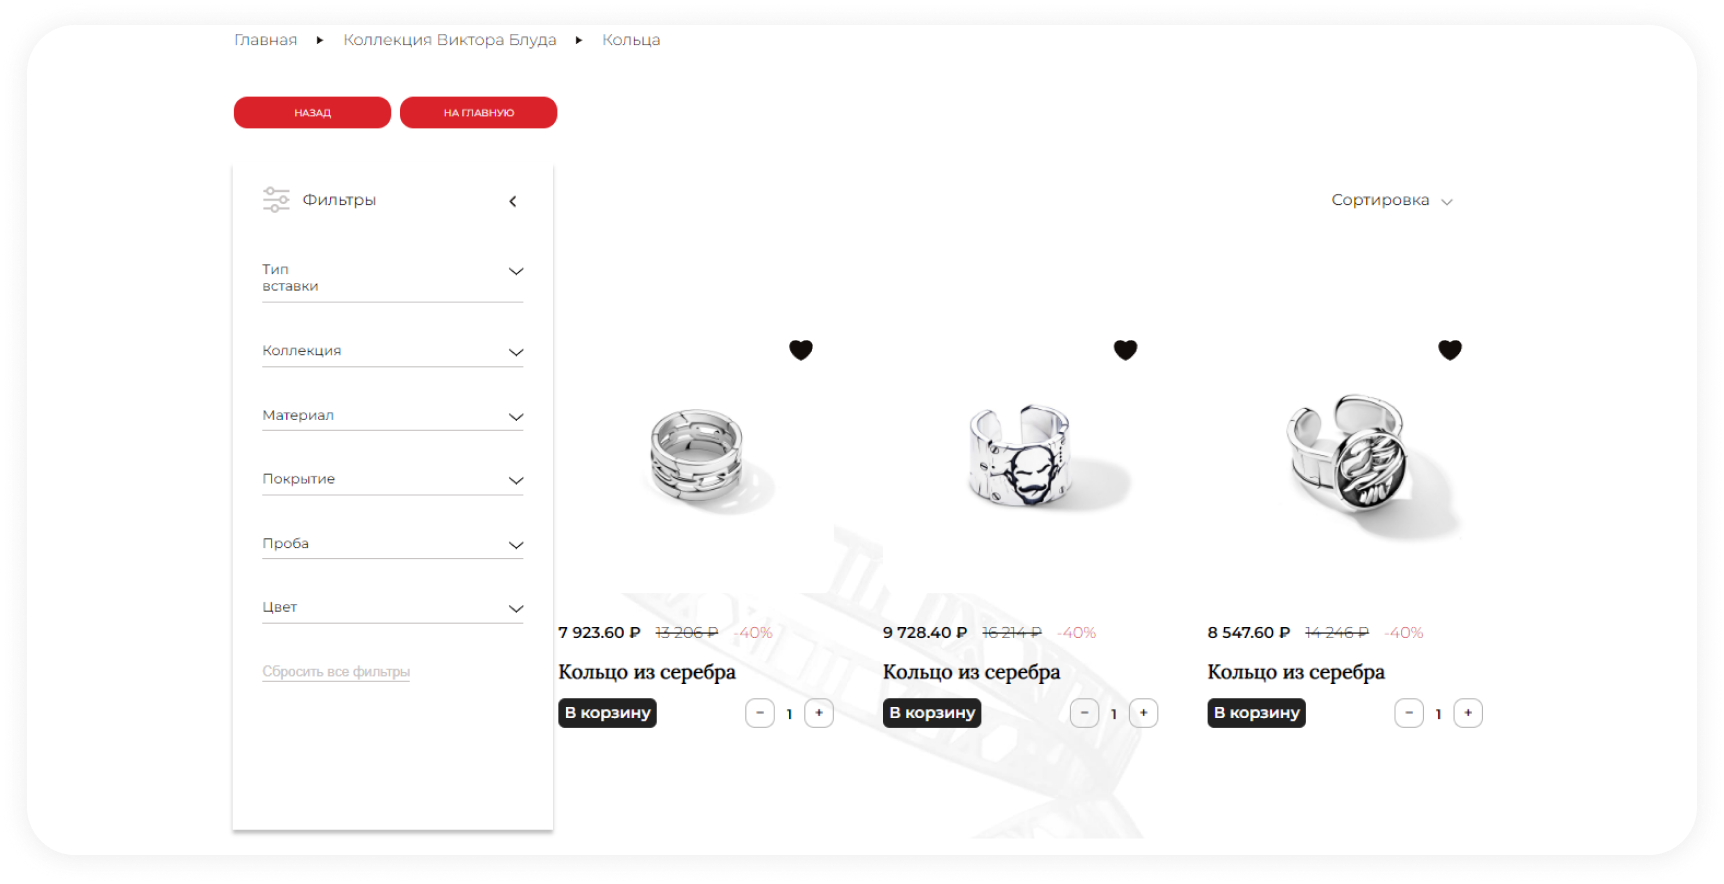 Главная ▸ Коллекция Виктора Блуда ▸ Кольца
НАЗАД НА ГЛАВНУЮ
Фильтры
Сортировка
Тип
вставки
Коллекция
Материал
Покрытие
Проба
Цвет
Сбросить все фильтры
7 923.60 ₽ 13 206 ₽ -40%
Кольцо из серебра
В корзину − 1 +
9 728.40 ₽ 16 214 ₽ -40%
Кольцо из серебра
В корзину − 1 +
8 547.60 ₽ 14 246 ₽ -40%
Кольцо из серебра
В корзину − 1 +